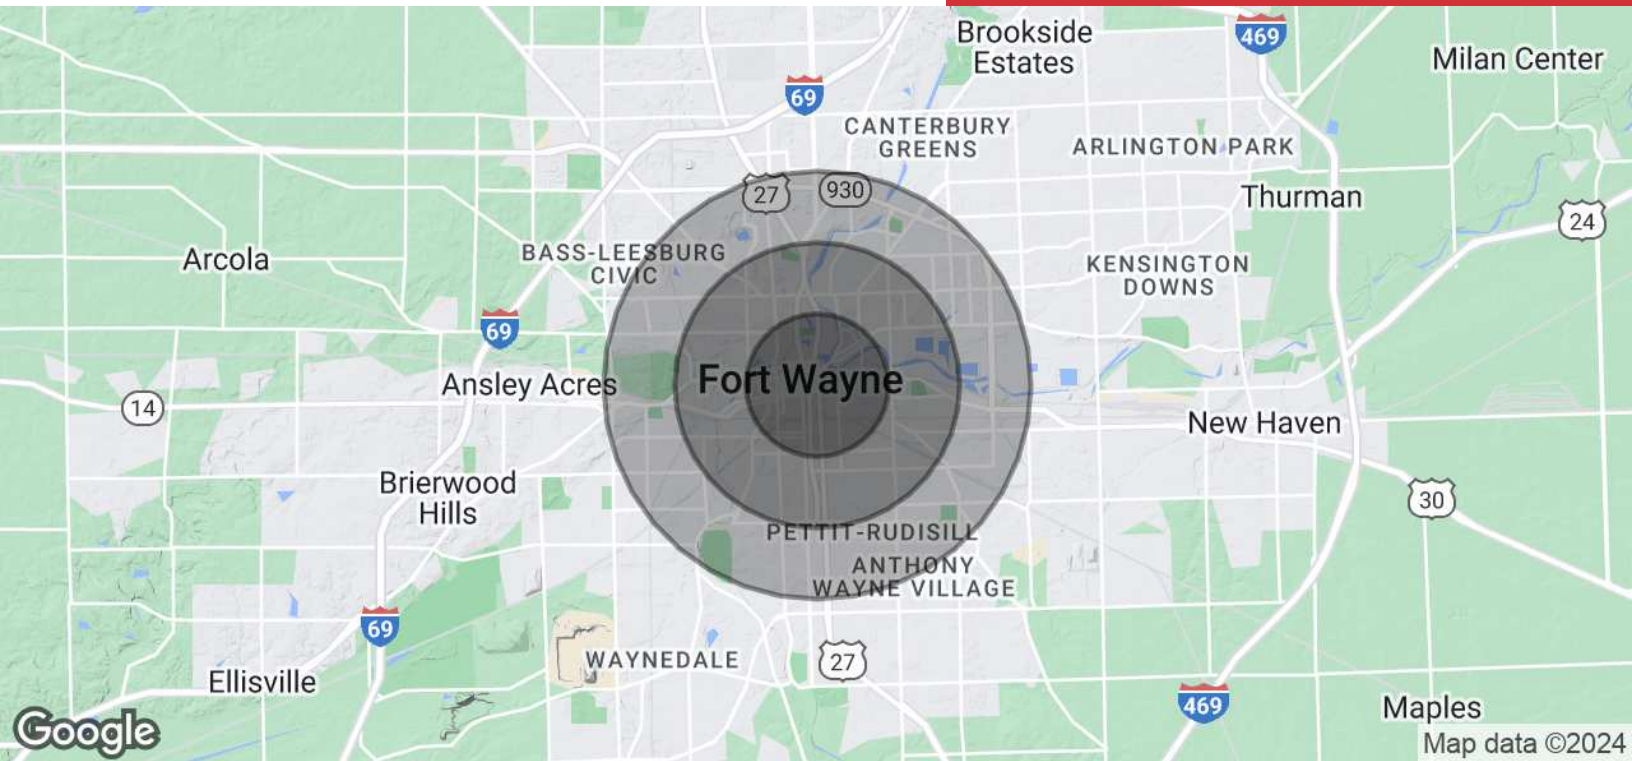 Brookside
Estates
469
Milan Center
69
CANTERBURY
GREENS
ARLINGTON PARK
27
930
Thurman
24
BASS-LEESBURG
CIVIC
Arcola
KENSINGTON
DOWNS
69
Fort Wayne
Ansley Acres
14
New Haven
Brierwood
Hills
30
PETTIT-RUDISILL
ANTHONY
WAYNE VILLAGE
69
WAYNEDALE
27
Ellisville
469
Maples
Google
Map data ©2024